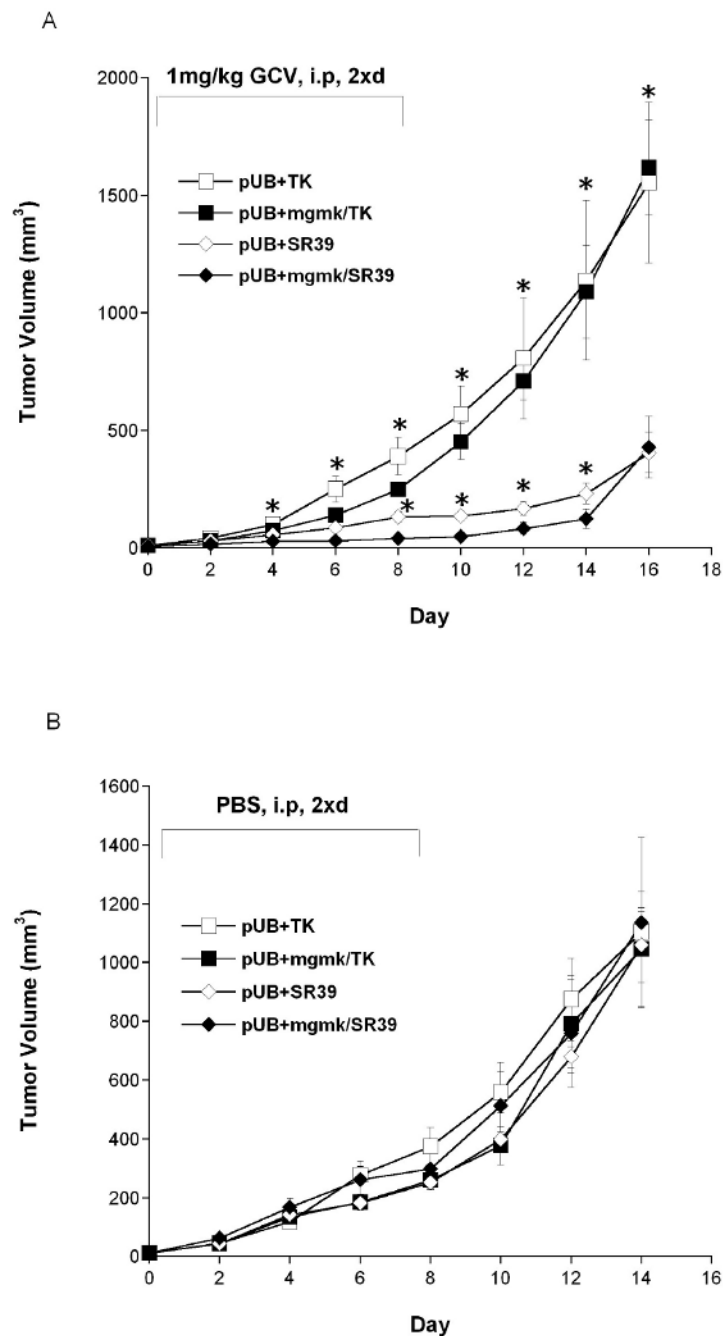 A
1mg/kg GCV, i.p, 2xd
2000
1500
1000
500
0
Tumor Volume (mm³)
pUB+TK
pUB+mgmk/TK
pUB+SR39
pUB+mgmk/SR39
*
*
*
*
*
*
*
*
*
*
*
0 2 4 6 8 10 12 14 16 18
Day
B
PBS, i.p, 2xd
1600
1400
1200
1000
800
600
400
200
0
Tumor Volume (mm³)
pUB+TK
pUB+mgmk/TK
pUB+SR39
pUB+mgmk/SR39
0 2 4 6 8 10 12 14 16
Day